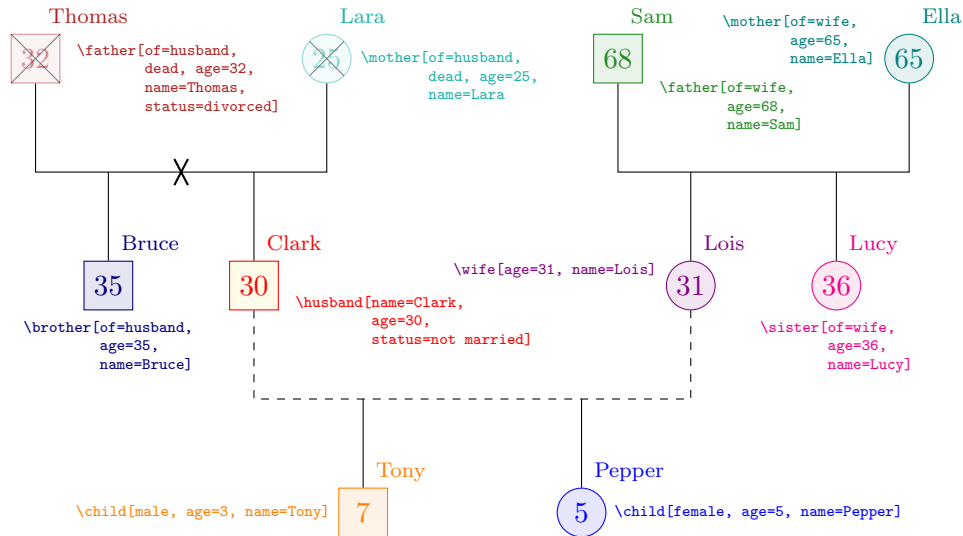 Thomas
Lara
Sam
Ella
32
\father[of=husband,
dead, age=32,
name=Thomas,
status=divorced]
25
\mother[of=husband,
dead, age=25,
name=Lara
68
\father[of=wife,
age=68,
name=Sam]
\mother[of=wife,
age=65,
name=Ella]
65
Bruce
Clark
Lois
Lucy
35
\brother[of=husband,
age=35,
name=Bruce]
30
\husband[name=Clark,
age=30,
status=not married]
\wife[age=31, name=Lois]
31
36
\sister[of=wife,
age=36,
name=Lucy]
Tony
Pepper
\child[male, age=3, name=Tony]
7
5
\child[female, age=5, name=Pepper]